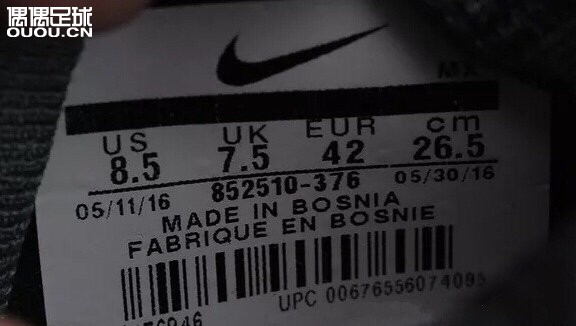 偶偶足球
OUOU.CN
MX
US UK EUR cm
8.5 7.5 42 26.5
05/11/16 852510-376 05/30/16
MADE IN BOSNIA
FABRIQUE EN BOSNIE
UPC 00676556074095